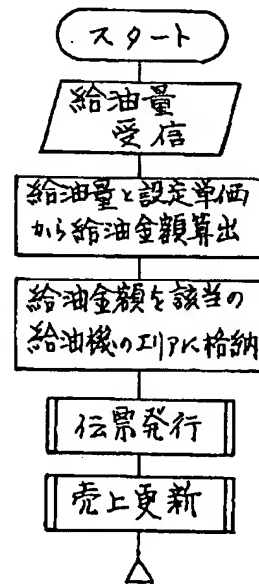 スタート
給油量
受信
給油量と設定単価
から給油金額算出
給油金額を該当の
給油機のエリアに格納
伝票発行
売上更新